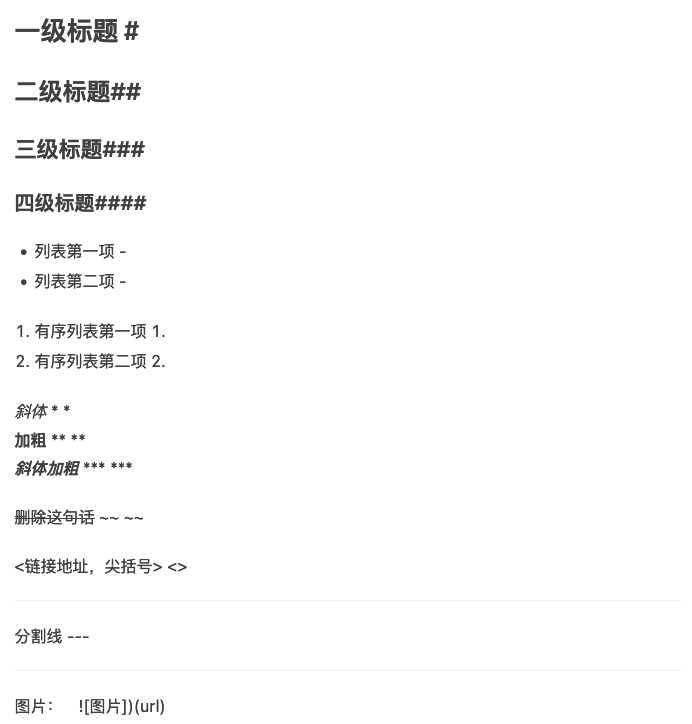 一级标题 #
二级标题##
三级标题###
四级标题####
• 列表第一项 -
• 列表第二项 -
1. 有序列表第一项 1.
2. 有序列表第二项 2.
斜体 * *
加粗 ** **
斜体加粗 *** ***
删除这句话 ~~ ~~
<链接地址，尖括号> <>
分割线 ---
图片： ![图片])(url)